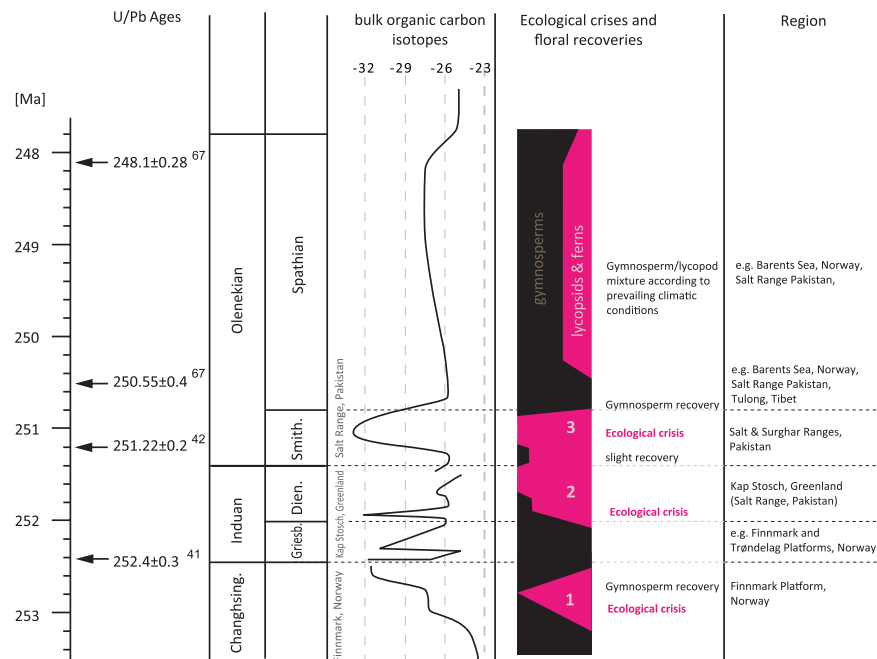 U/Pb Ages
bulk organic carbon
isotopes
Ecological crises and
floral recoveries
Region
-32 -29 -26 -23
[Ma]
248
249
250
251
252
253
248.1±0.28 67
250.55±0.4 67
251.22±0.2 42
252.4±0.3 41
Olenekian
Induan
Changhsing.
Spathian
Smith.
Dien.
Griesb.
Salt Range, Pakistan
Kap Stosch, Greenland
Finnmark, Norway
gymnosperms
lycopsids & ferns
3
2
1
Gymnosperm/lycopod
mixture according to
prevailing climatic
conditions
Gymnosperm recovery
Ecological crisis
slight recovery
Ecological crisis
Gymnosperm recovery
Ecological crisis
e.g. Barents Sea, Norway,
Salt Range Pakistan,
e.g. Barents Sea, Norway,
Salt Range Pakistan,
Tulong, Tibet
Salt & Surghar Ranges,
Pakistan
Kap Stosch, Greenland
(Salt Range, Pakistan)
e.g. Finnmark and
Trøndelag Platforms, Norway
Finnmark Platform,
Norway